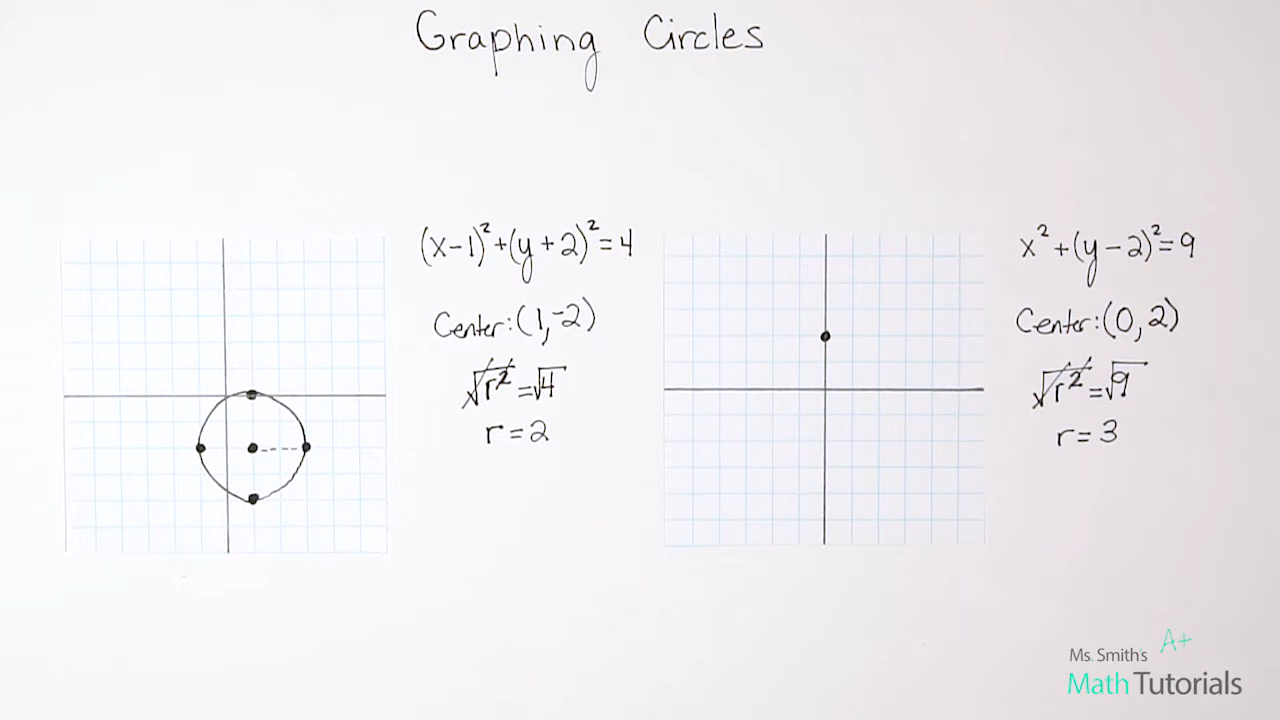 Graphing Circles
(x-1)²+(y+2)²=4
Center:(1,⁻2)
√r²=√4
r=2
x²+(y-2)²=9
Center:(0,2)
√r²=√9
r=3
Ms. Smith's A+
Math Tutorials